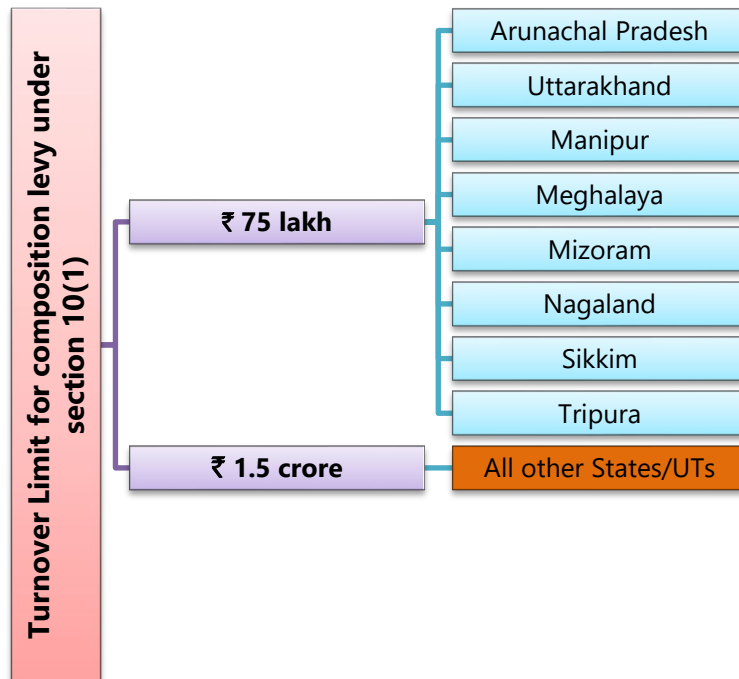 Turnover Limit for composition levy under
section 10(1)
₹ 75 lakh
Arunachal Pradesh
Uttarakhand
Manipur
Meghalaya
Mizoram
Nagaland
Sikkim
Tripura
₹ 1.5 crore
All other States/UTs